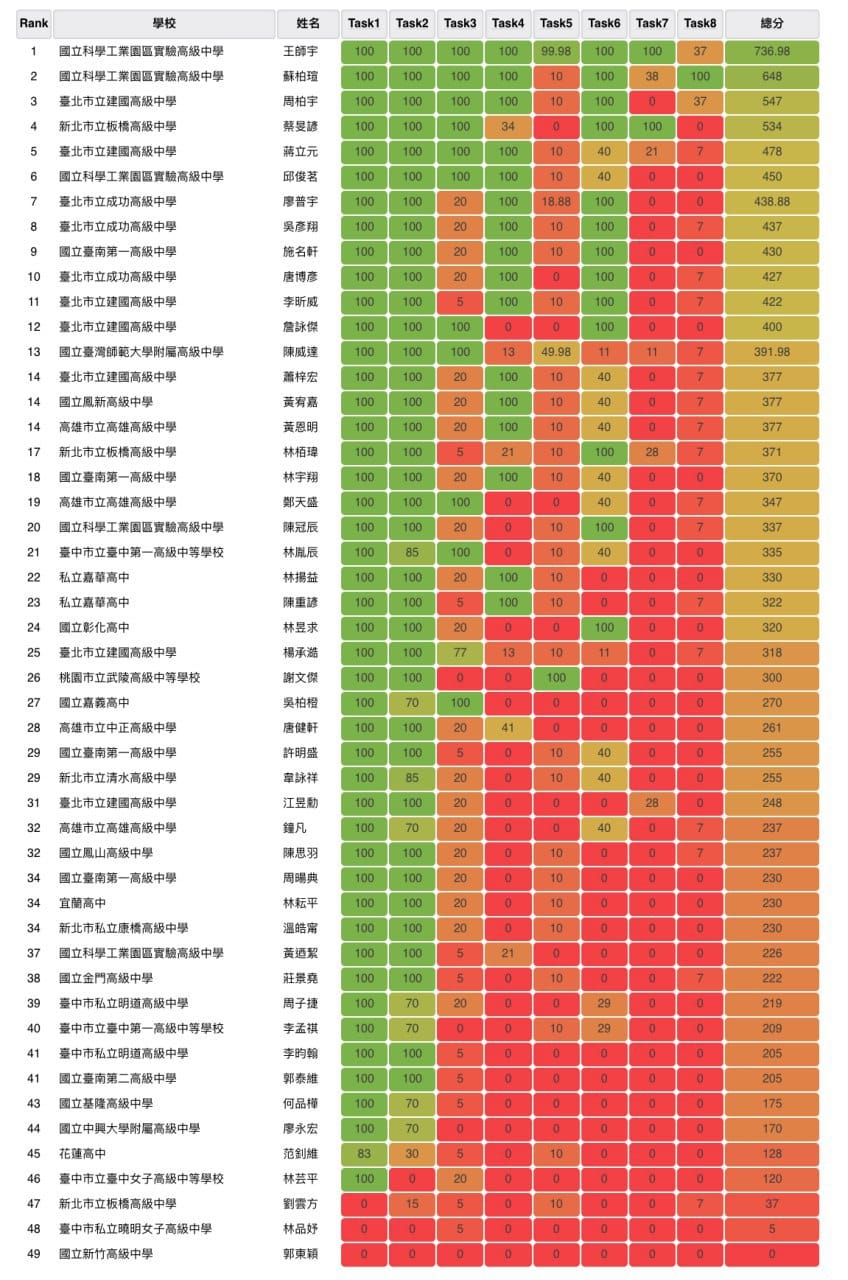 Rank 學校 姓名 Task1 Task2 Task3 Task4 Task5 Task6 Task7 Task8 總分
1 國立科學工業園區實驗高級中學 王師宇 100 100 100 100 99.98 100 100 37 736.98
2 國立科學工業園區實驗高級中學 蘇柏瑄 100 100 100 100 10 100 38 100 648
3 臺北市立建國高級中學 周柏宇 100 100 100 100 10 100 0 37 547
4 新北市立板橋高級中學 蔡旻諺 100 100 100 34 0 100 100 0 534
5 臺北市立建國高級中學 蔣立元 100 100 100 100 10 40 21 7 478
6 國立科學工業園區實驗高級中學 邱俊茗 100 100 100 100 10 40 0 0 450
7 臺北市立成功高級中學 廖普宇 100 100 20 100 18.88 100 0 0 438.88
8 臺北市立成功高級中學 吳彥翔 100 100 20 100 10 100 0 7 437
9 國立臺南第一高級中學 施名軒 100 100 20 100 10 100 0 0 430
10 臺北市立成功高級中學 唐博彥 100 100 20 100 0 100 0 7 427
11 臺北市立建國高級中學 李昕威 100 100 5 100 10 100 0 7 422
12 臺北市立建國高級中學 詹詠傑 100 100 100 0 0 100 0 0 400
13 國立臺灣師範大學附屬高級中學 陳威達 100 100 100 13 49.98 11 11 7 391.98
14 臺北市立建國高級中學 蕭梓宏 100 100 20 100 10 40 0 7 377
14 國立鳳新高級中學 黃宥嘉 100 100 20 100 10 40 0 7 377
14 高雄市立高雄高級中學 黃恩明 100 100 20 100 10 40 0 7 377
17 新北市立板橋高級中學 林栢瑋 100 100 5 21 10 100 28 7 371
18 國立臺南第一高級中學 林宇翔 100 100 20 100 10 40 0 0 370
19 高雄市立高雄高級中學 鄭天盛 100 100 100 0 0 40 0 7 347
20 國立科學工業園區實驗高級中學 陳冠辰 100 100 20 0 10 100 0 7 337
21 臺中市立臺中第一高級中等學校 林胤辰 100 85 100 0 10 40 0 0 335
22 私立嘉華高中 林揚益 100 100 20 100 10 0 0 0 330
23 私立嘉華高中 陳重諺 100 100 5 100 10 0 0 7 322
24 國立彰化高中 林昱求 100 100 20 0 0 100 0 0 320
25 臺北市立建國高級中學 楊承澔 100 100 77 13 10 11 0 7 318
26 桃園市立武陵高級中等學校 謝文傑 100 100 0 0 100 0 0 0 300
27 國立嘉義高中 吳柏橙 100 70 100 0 0 0 0 0 270
28 高雄市立中正高級中學 唐健軒 100 100 20 41 0 0 0 0 261
29 國立臺南第一高級中學 許明盛 100 100 5 0 10 40 0 0 255
29 新北市立清水高級中學 韋詠祥 100 85 20 0 10 40 0 0 255
31 臺北市立建國高級中學 江昱勳 100 100 20 0 0 0 28 0 248
32 高雄市立高雄高級中學 鐘凡 100 70 20 0 0 40 0 7 237
32 國立鳳山高級中學 陳思羽 100 100 20 0 10 0 0 7 237
34 國立臺南第一高級中學 周暘典 100 100 20 0 10 0 0 0 230
34 宜蘭高中 林耘平 100 100 20 0 10 0 0 0 230
34 新北市私立康橋高級中學 溫皓甯 100 100 20 0 10 0 0 0 230
37 國立科學工業園區實驗高級中學 黃迺絜 100 100 5 21 0 0 0 0 226
38 國立金門高級中學 莊景堯 100 100 5 0 10 0 0 7 222
39 臺中市私立明道高級中學 周子捷 100 70 20 0 0 29 0 0 219
40 臺中市立臺中第一高級中等學校 李孟祺 100 70 0 0 10 29 0 0 209
41 臺中市私立明道高級中學 李昀翰 100 100 5 0 0 0 0 0 205
41 國立臺南第二高級中學 郭泰維 100 100 5 0 0 0 0 0 205
43 國立基隆高級中學 何品樺 100 70 5 0 0 0 0 0 175
44 國立中興大學附屬高級中學 廖永宏 100 70 0 0 0 0 0 0 170
45 花蓮高中 范釗維 83 30 5 0 10 0 0 0 128
46 臺中市立臺中女子高級中等學校 林芸平 100 0 20 0 0 0 0 0 120
47 新北市立板橋高級中學 劉雲方 0 15 5 0 10 0 0 7 37
48 臺中市私立曉明女子高級中學 林品妤 0 0 5 0 0 0 0 0 5
49 國立新竹高級中學 郭東穎 0 0 0 0 0 0 0 0 0